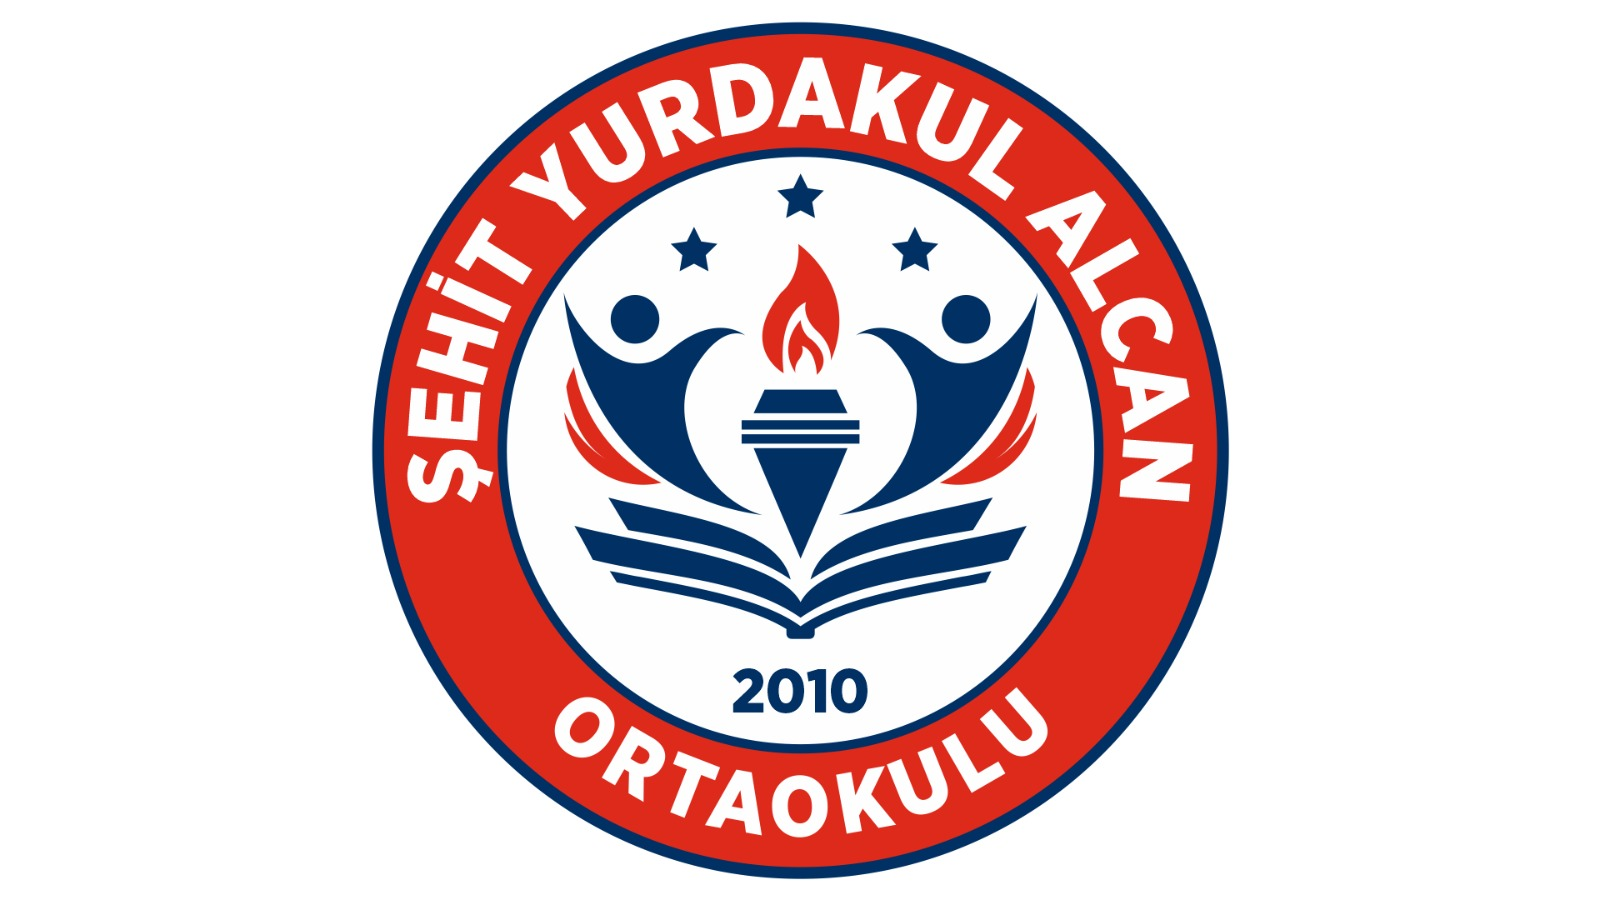 ŞEHİT YURDAKUL ALCAN
2010
ORTAOKULU